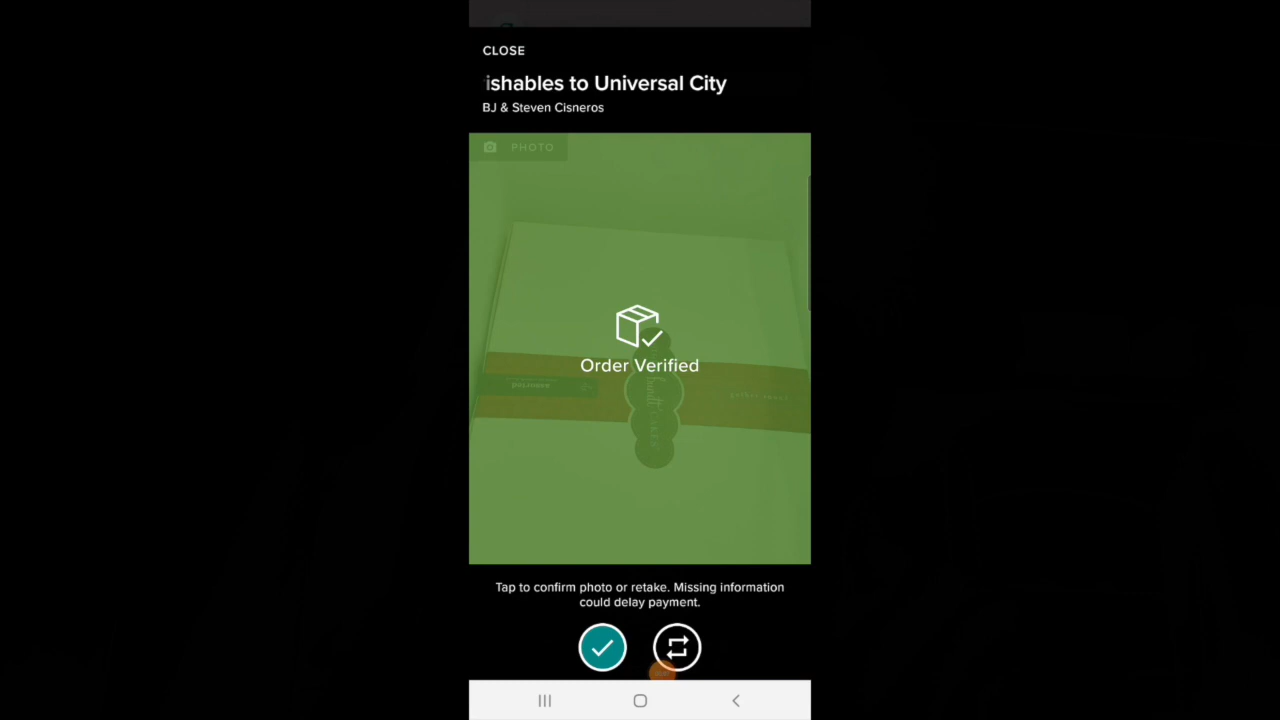 CLOSE
ishables to Universal City
BJ & Steven Cisneros
PHOTO
Order Verified
Tap to confirm photo or retake. Missing information
could delay payment.